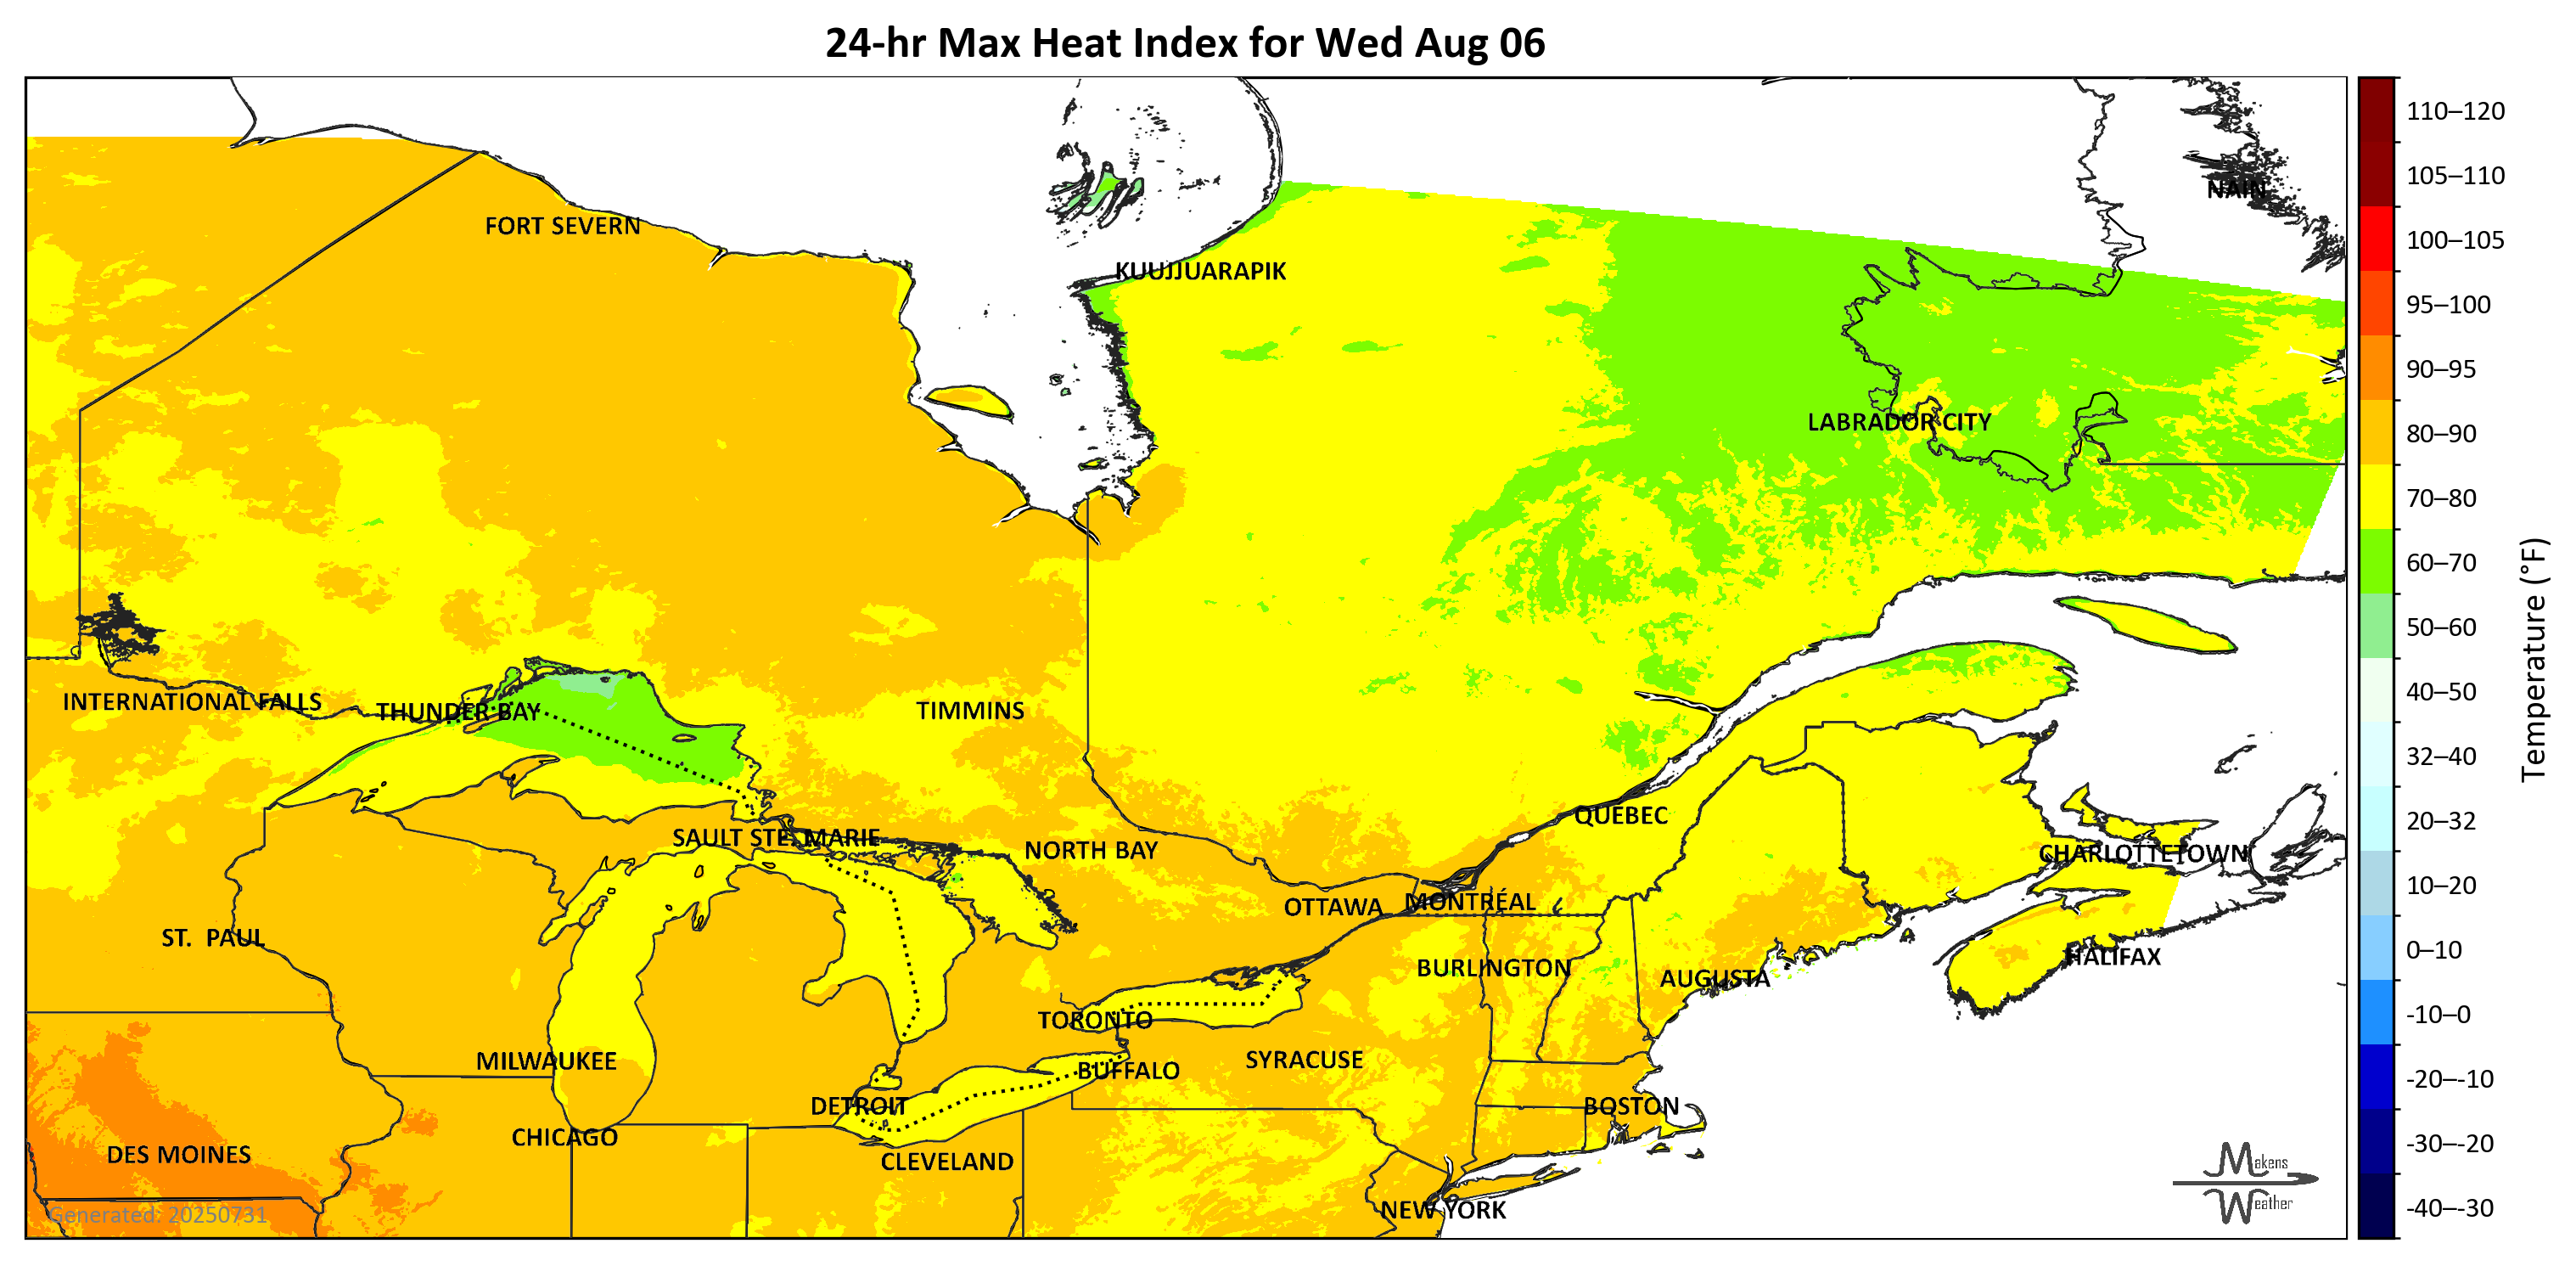 24-hr Max Heat Index for Wed Aug 06
NAIN
FORT SEVERN
KUUJJUARAPIK
LABRADOR CITY
INTERNATIONAL FALLS
THUNDER BAY
TIMMINS
QUEBEC
SAULT STE. MARIE
NORTH BAY
CHARLOTTETOWN
OTTAWA
MONTRÉAL
ST. PAUL
HALIFAX
BURLINGTON
AUGUSTA
TORONTO
MILWAUKEE
SYRACUSE
BUFFALO
DETROIT
BOSTON
CHICAGO
DES MOINES
CLEVELAND
NEW YORK
Generated: 20250731
Makens
Weather
110–120
105–110
100–105
95–100
90–95
80–90
70–80
60–70
50–60
40–50
32–40
20–32
10–20
0–10
-10–0
-20–-10
-30–-20
-40–-30
Temperature (°F)